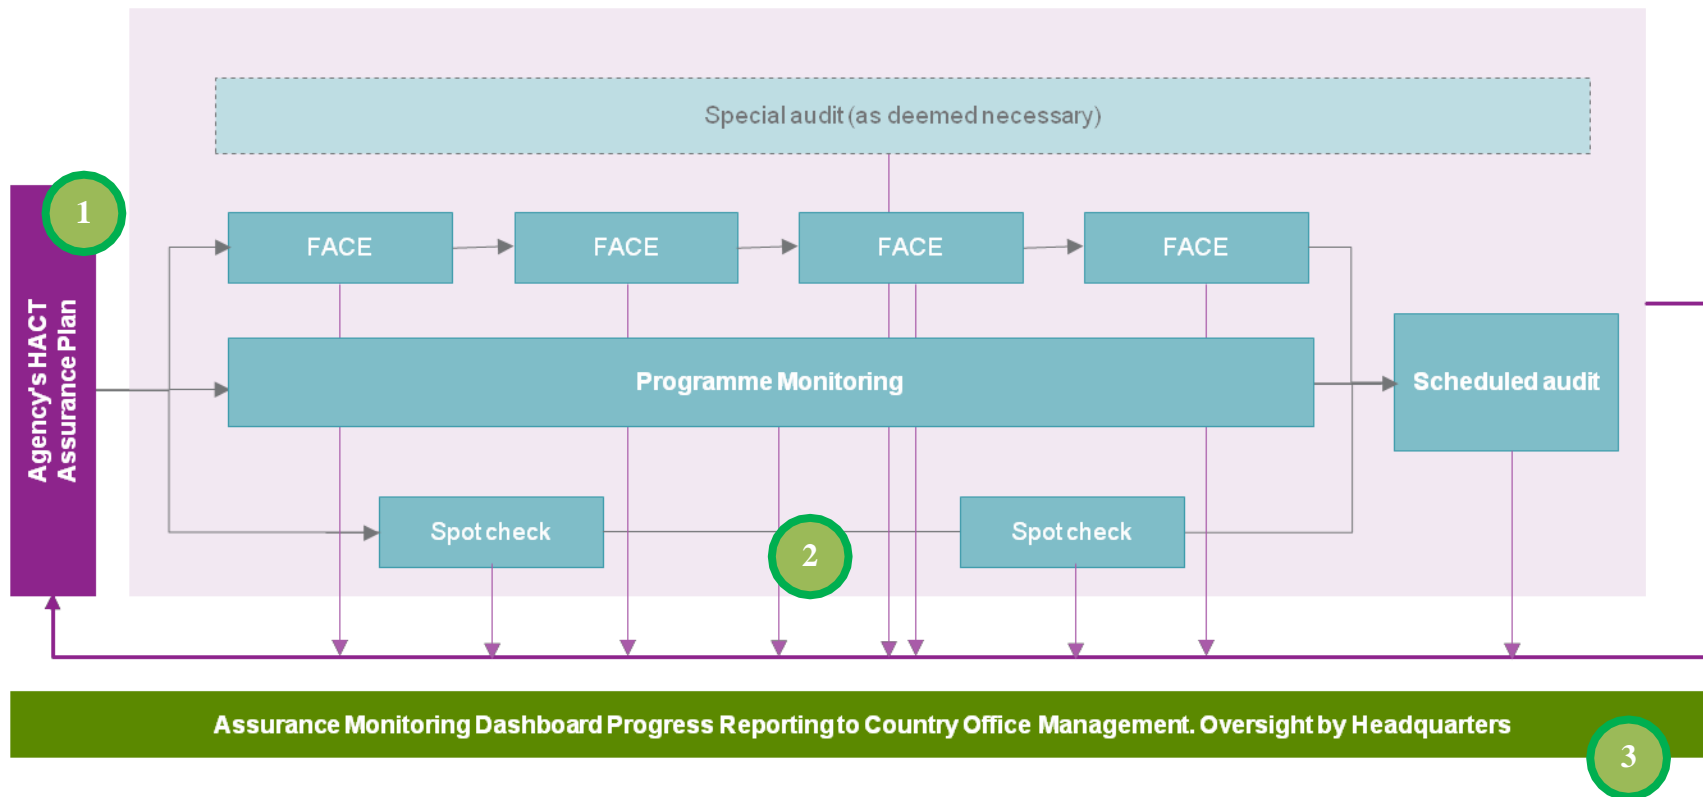 Special audit (as deemed necessary)
1
FACE
FACE
FACE
FACE
Agency's HACT
Assurance Plan
Programme Monitoring
Scheduled audit
Spot check
Spot check
2
Assurance Monitoring Dashboard Progress Reporting to Country Office Management. Oversight by Headquarters
3